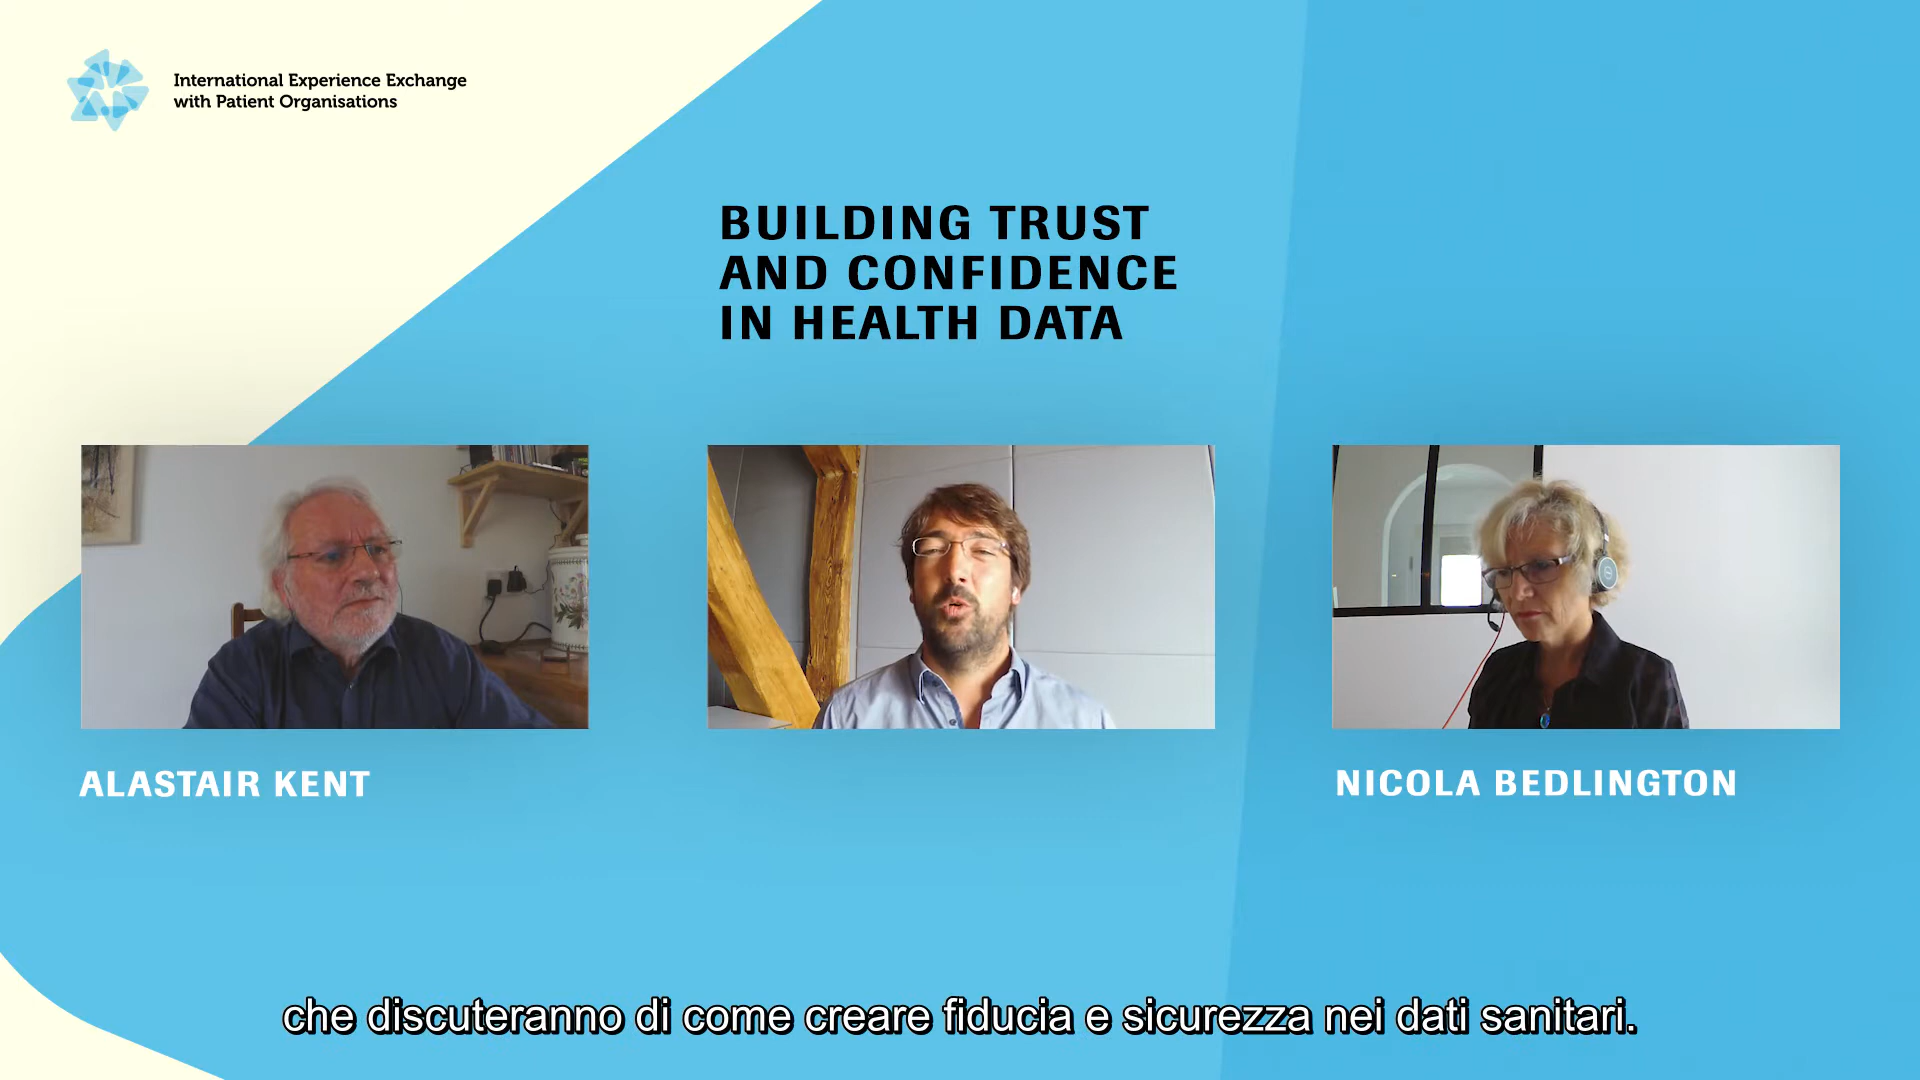 International Experience Exchange
with Patient Organisations
BUILDING TRUST
AND CONFIDENCE
IN HEALTH DATA
ALASTAIR KENT
NICOLA BEDLINGTON
che discuteranno di come creare fiducia e sicurezza nei dati sanitari.